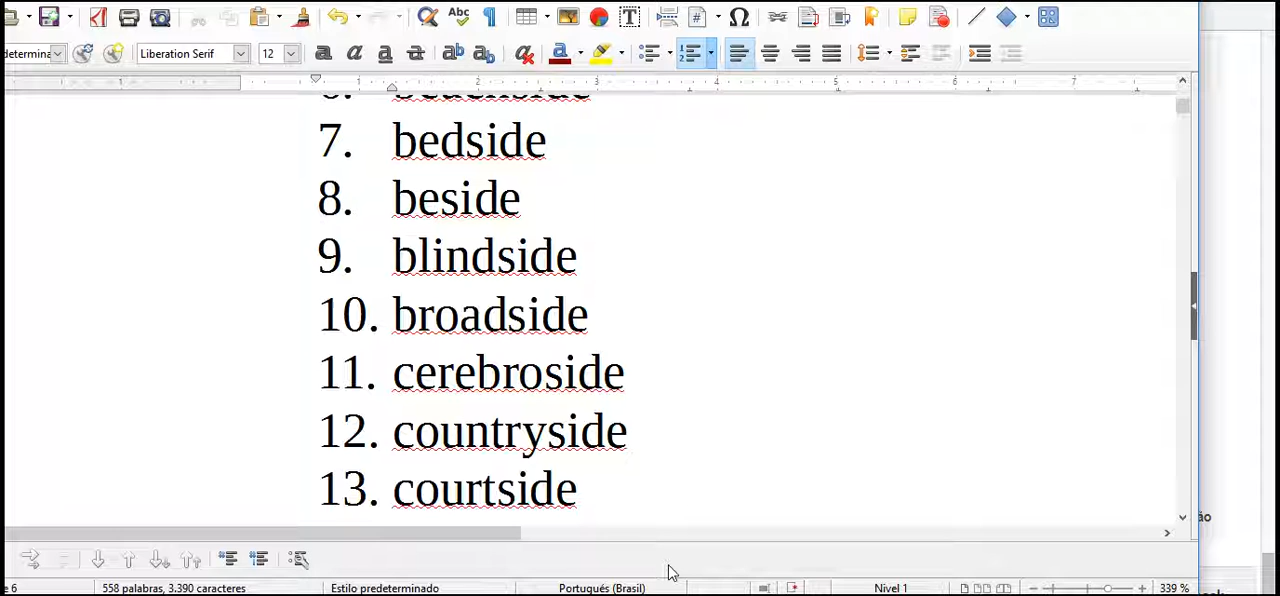 Liberation Serif 12
7. bedside
8. beside
9. blindside
10. broadside
11. cerebroside
12. countryside
13. courtside
558 palabras, 3.390 caracteres Estilo predeterminado Portugués (Brasil) Nivel 1 339 %